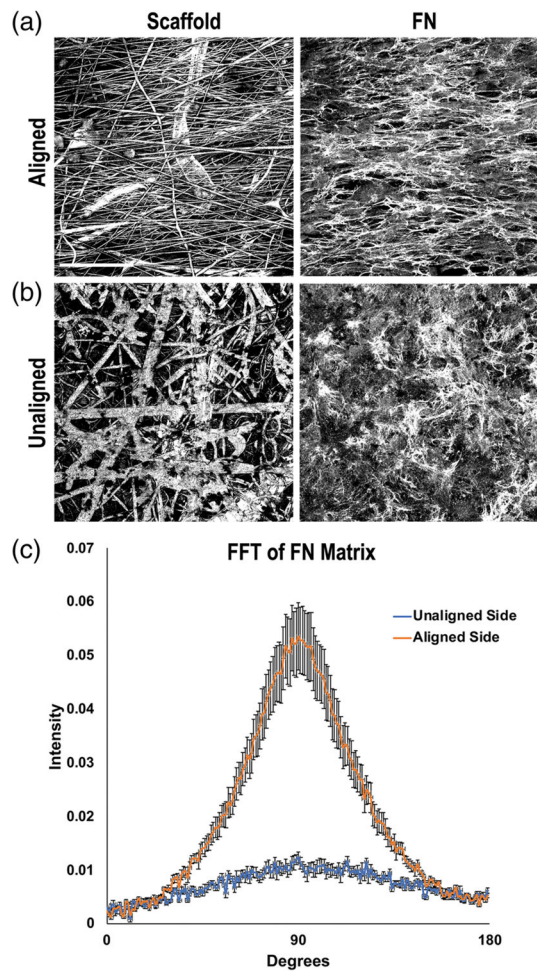 (a)
Scaffold
FN
Aligned
(b)
Unaligned
(c)
FFT of FN Matrix
0.07
0.06
0.05
0.04
0.03
0.02
0.01
0
Intensity
Unaligned Side
Aligned Side
0
90
180
Degrees